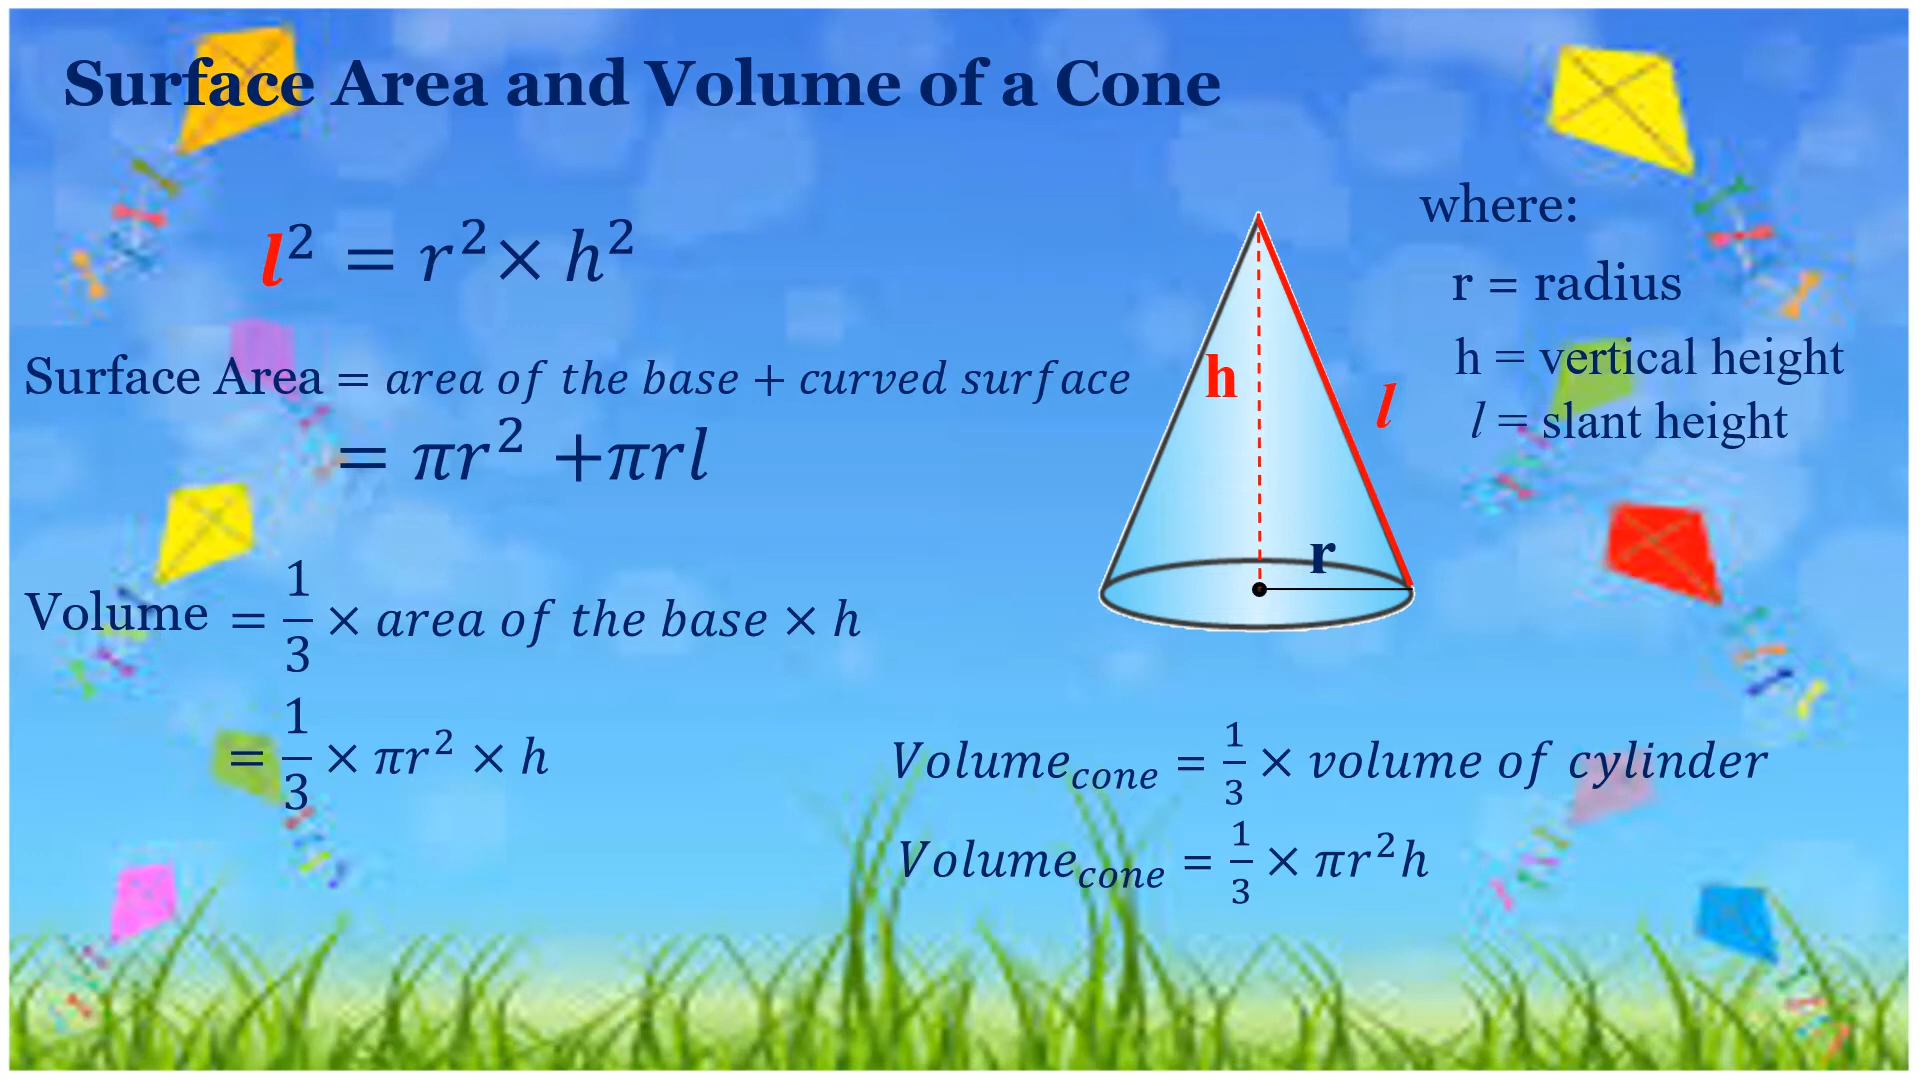 Surface Area and Volume of a Cone
l² = r² × h²
Surface Area = area of the base + curved surface
= πr² +πrl
Volume = 1/3 × area of the base × h
= 1/3 × πr² × h
h
l
r
where:
r = radius
h = vertical height
l = slant height
Volume_cone = 1/3 × volume of cylinder
Volume_cone = 1/3 × πr²h